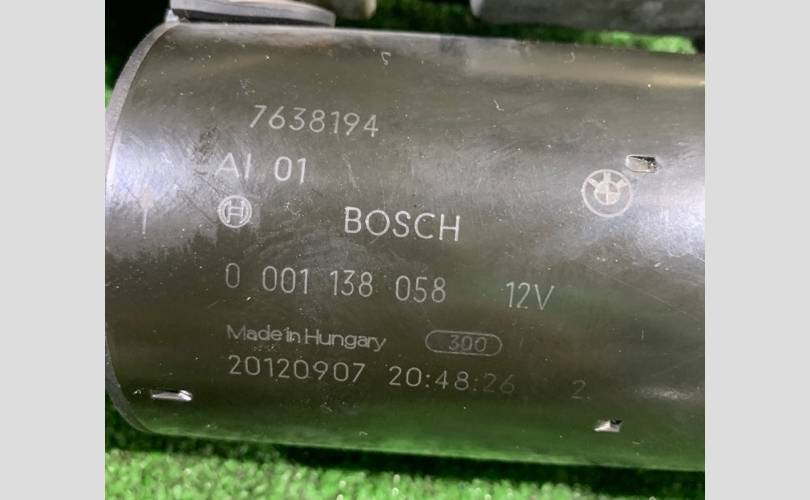 7638194
AI 01
BOSCH
0 001 138 058 12V
Made in Hungary 300
20120907 20:48:26 2